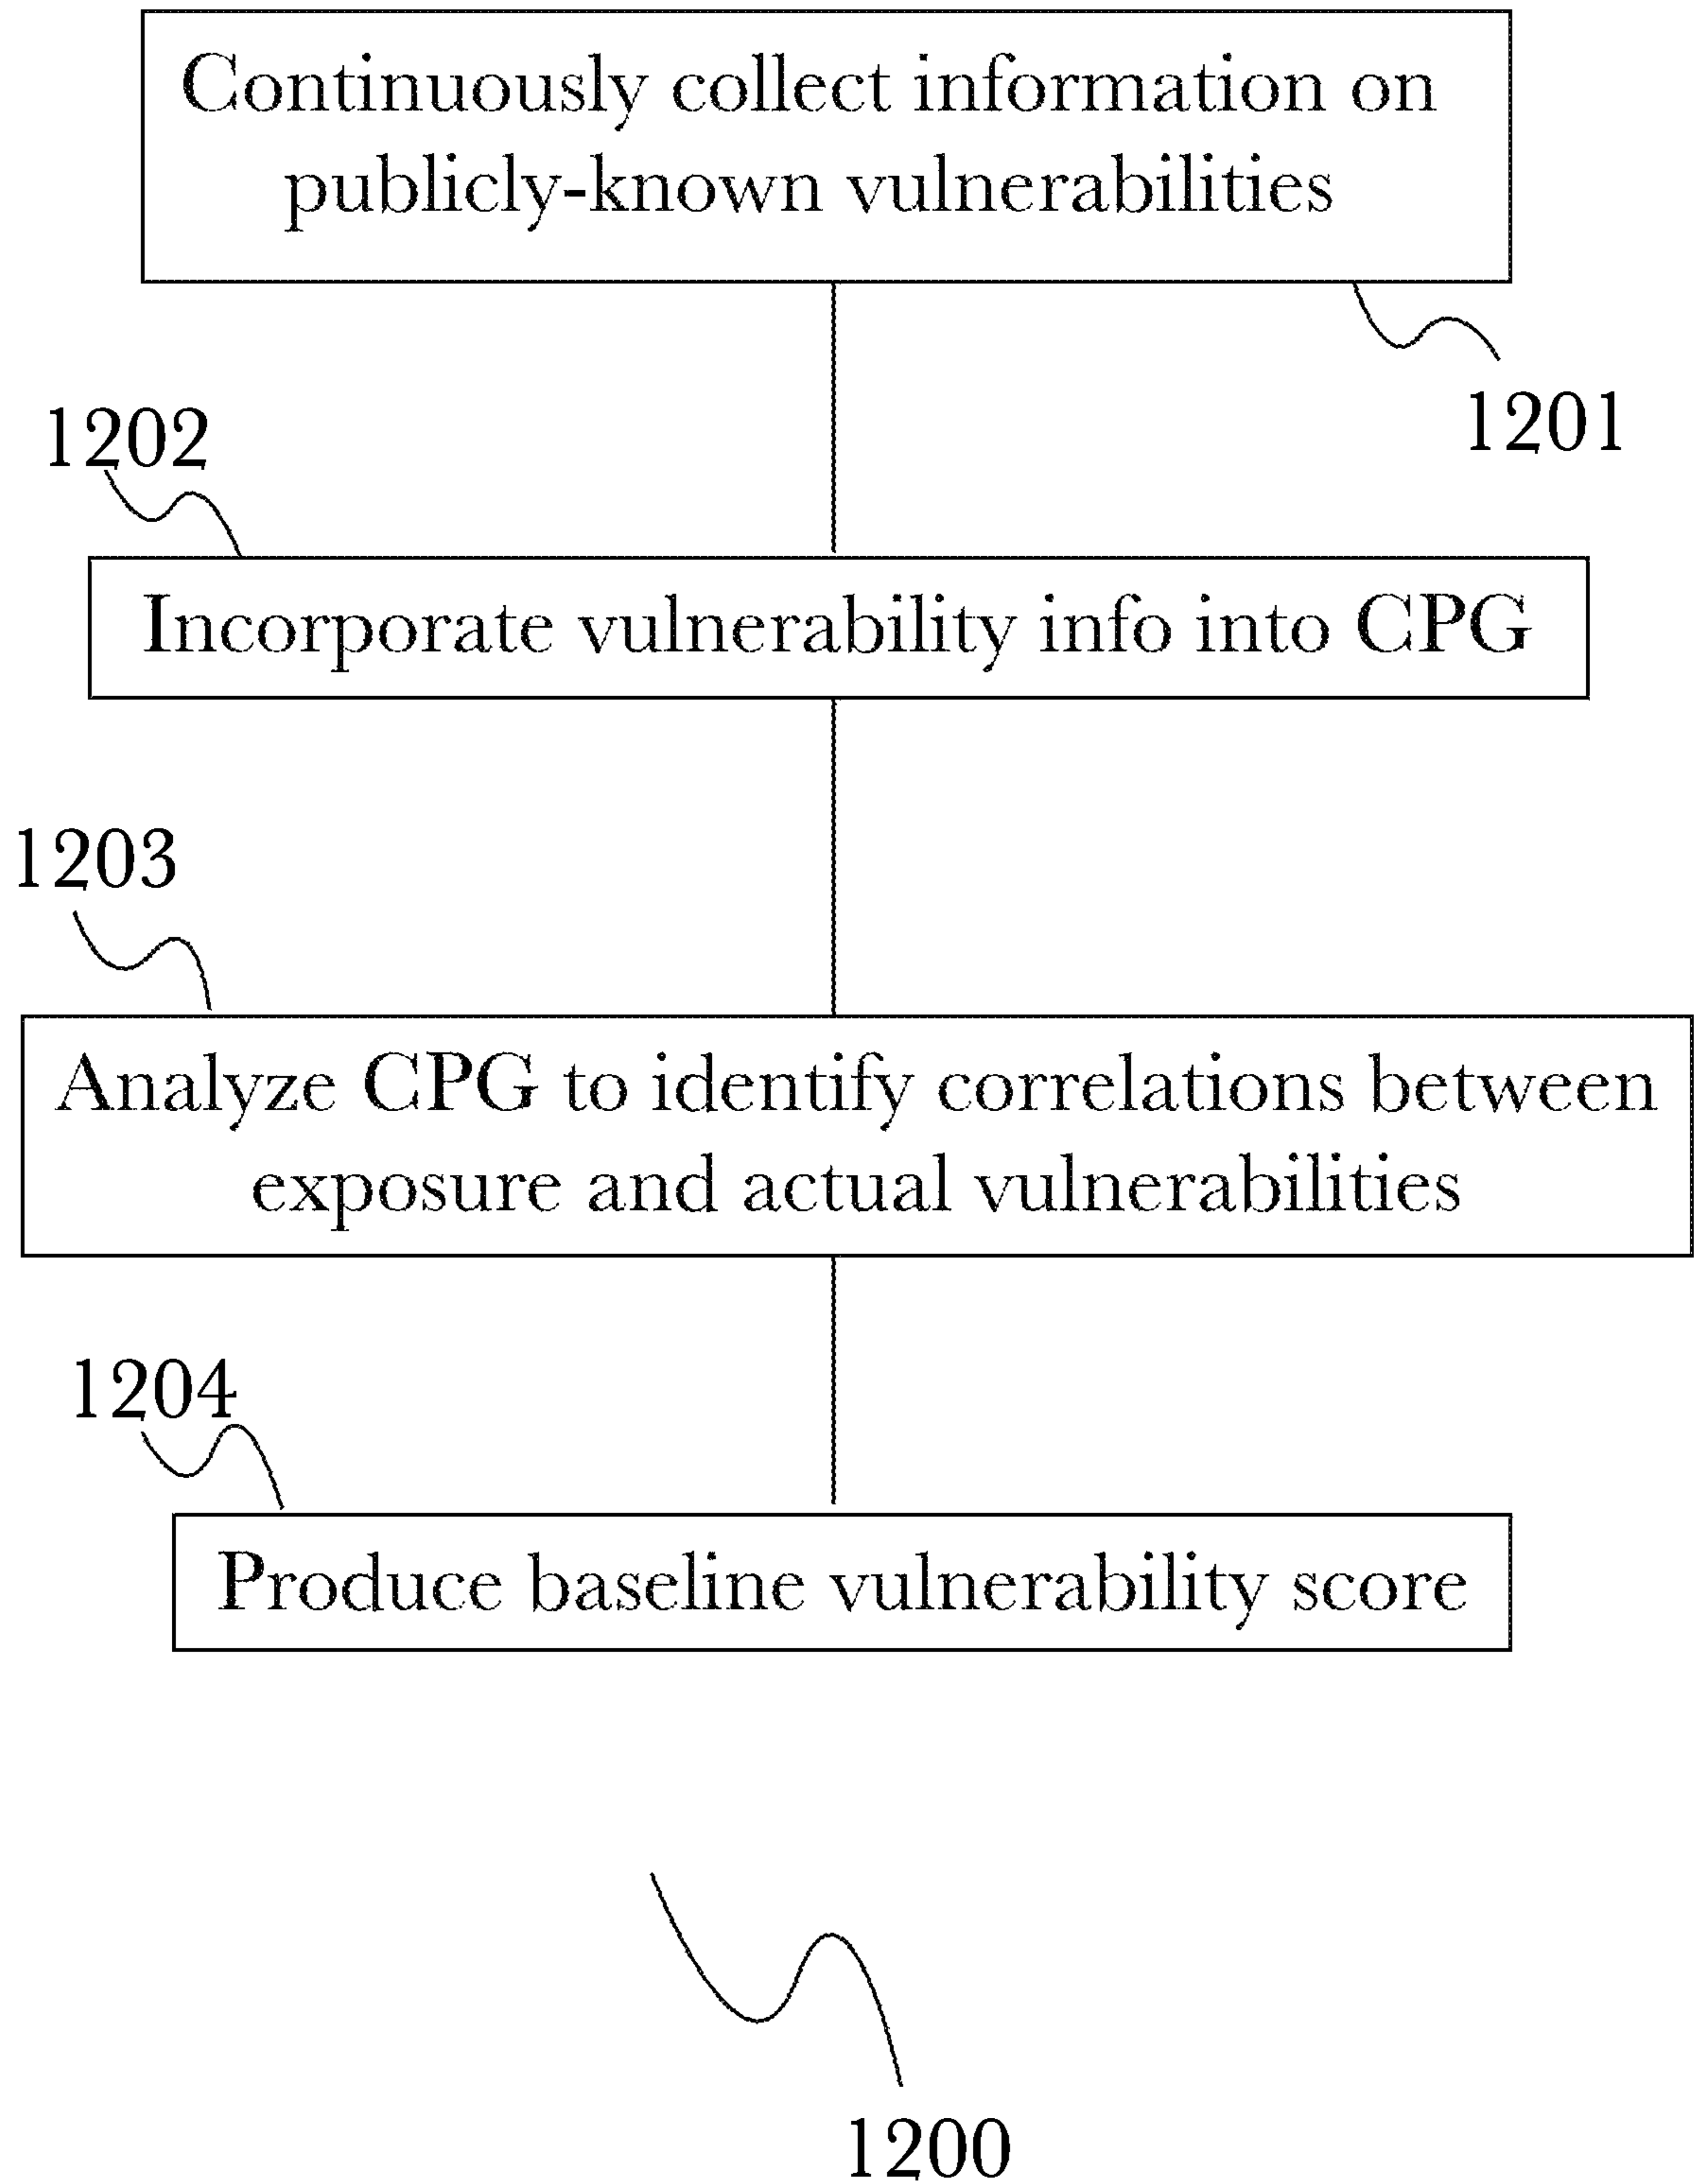 Continuously collect information on
publicly-known vulnerabilities
1201
1202
Incorporate vulnerability info into CPG
1203
Analyze CPG to identify correlations between
exposure and actual vulnerabilities
1204
Produce baseline vulnerability score
1200